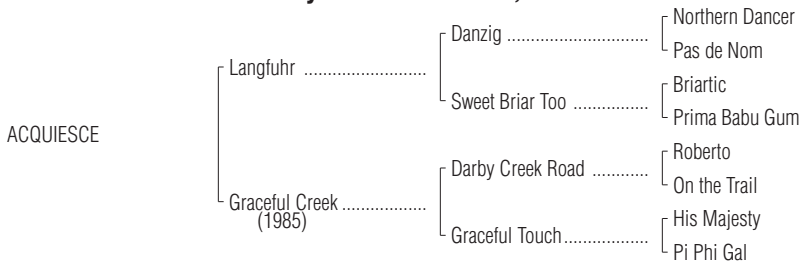 Northern Dancer
Danzig
Pas de Nom
Langfuhr
Briartic
Sweet Briar Too
Prima Babu Gum
ACQUIESCE
Roberto
Darby Creek Road
On the Trail
Graceful Creek
(1985)
His Majesty
Graceful Touch
Pi Phi Gal